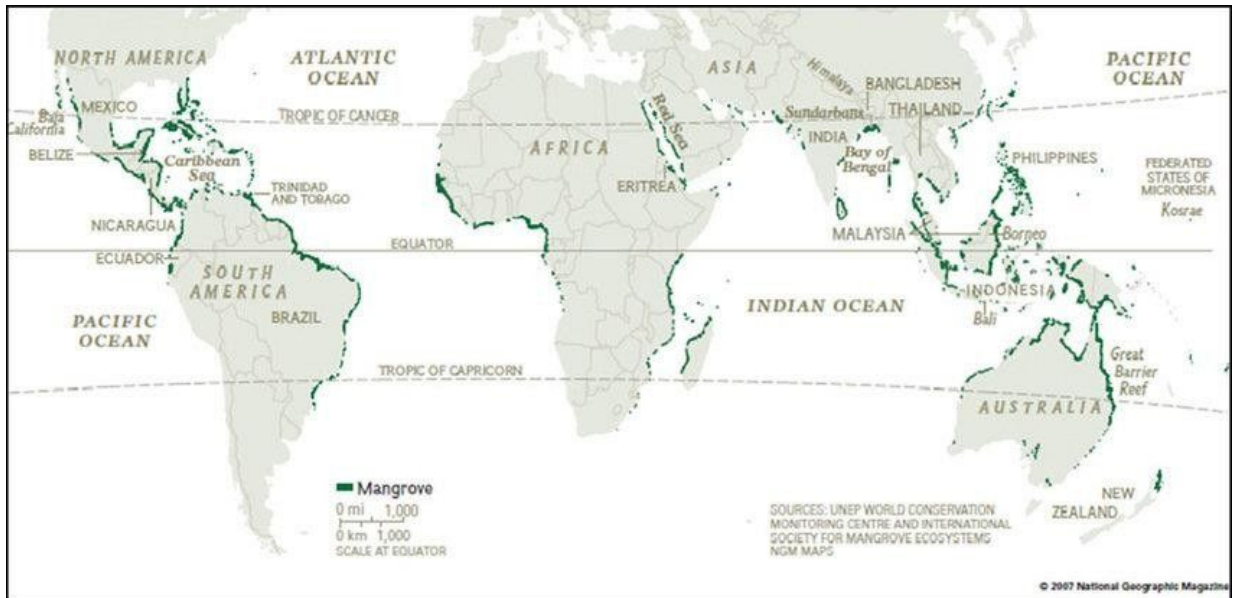 NORTH AMERICA
ATLANTIC
OCEAN
ASIA
Himalaya
BANGLADESH
PACIFIC
OCEAN
MEXICO
Baja
California
TROPIC OF CANCER
Red Sea
Sundarbans
THAILAND
INDIA
BELIZE
Caribbean
Sea
AFRICA
Bay of
Bengal
PHILIPPINES
FEDERATED
STATES OF
MICRONESIA
Kosrae
TRINIDAD
AND TOBAGO
ERITREA
NICARAGUA
MALAYSIA
Borneo
EQUATOR
ECUADOR
SOUTH
AMERICA
BRAZIL
INDONESIA
Bali
INDIAN OCEAN
PACIFIC
OCEAN
TROPIC OF CAPRICORN
Great
Barrier
Reef
AUSTRALIA
Mangrove
0 mi 1,000
0 km 1,000
SCALE AT EQUATOR
NEW
ZEALAND
SOURCES: UNEP WORLD CONSERVATION
MONITORING CENTRE AND INTERNATIONAL
SOCIETY FOR MANGROVE ECOSYSTEMS
NGM MAPS
© 2007 National Geographic Magazine